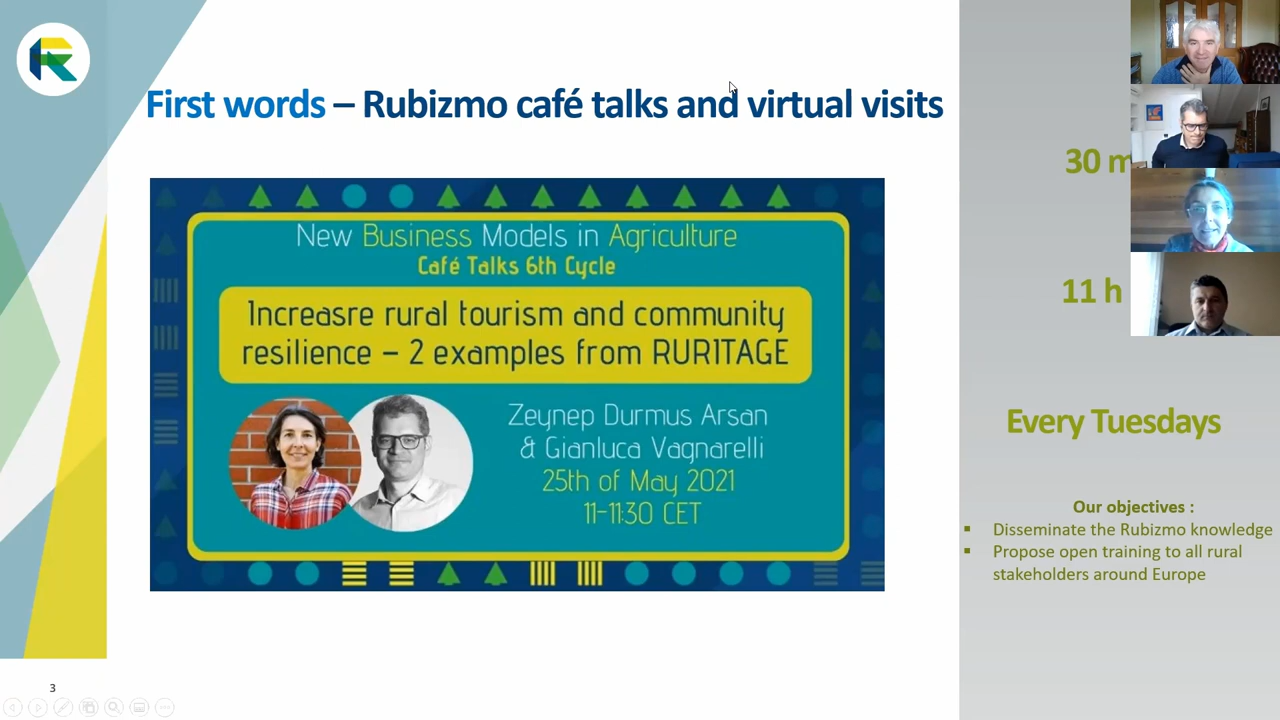 First words – Rubizmo café talks and virtual visits
New Business Models in Agriculture
Café Talks 6th Cycle
Increasre rural tourism and community
resilience – 2 examples from RURITAGE
Zeynep Durmus Arsan
& Gianluca Vagnarelli
25th of May 2021
11-11:30 CET
30 m
11 h
Every Tuesdays
Our objectives :
▪ Disseminate the Rubizmo knowledge
▪ Propose open training to all rural
stakeholders around Europe
3